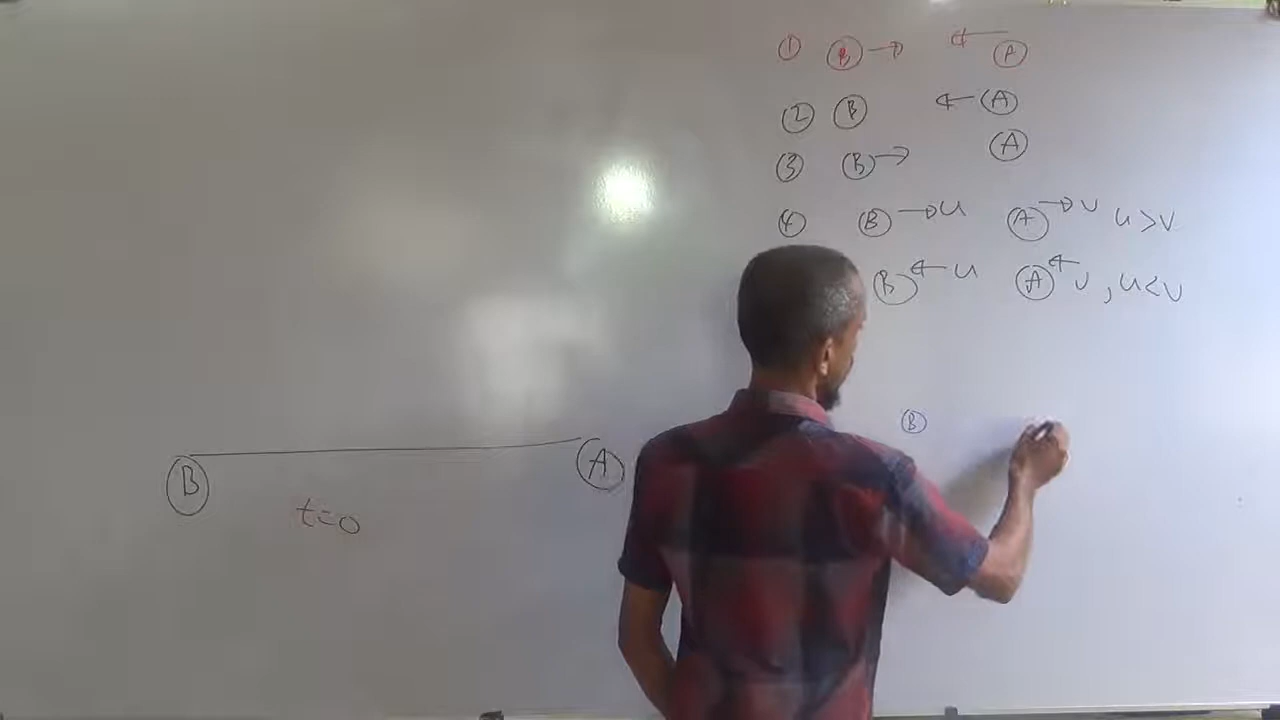 ① Ⓑ → ← Ⓐ
② Ⓑ ← Ⓐ
③ Ⓑ → Ⓐ
④ Ⓑ → u Ⓐ → v u > v
Ⓑ ← u Ⓐ ← v , u < v
Ⓑ
Ⓑ Ⓐ
t = 0